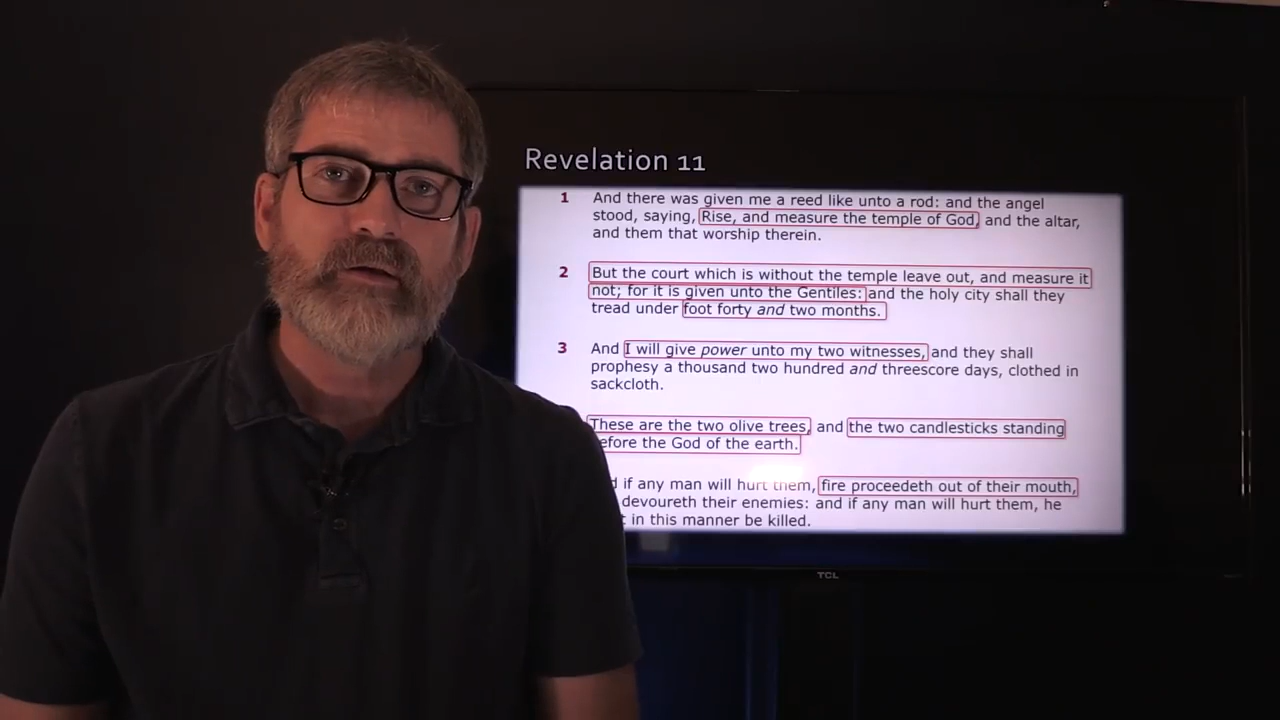 Revelation 11
1 And there was given me a reed like unto a rod: and the angel
stood, saying, Rise, and measure the temple of God, and the altar,
and them that worship therein.
2 But the court which is without the temple leave out, and measure it
not; for it is given unto the Gentiles: and the holy city shall they
tread under foot forty and two months.
3 And I will give power unto my two witnesses, and they shall
prophesy a thousand two hundred and threescore days, clothed in
sackcloth.
These are the two olive trees, and the two candlesticks standing
efore the God of the earth.
d if any man will hurt them, fire proceedeth out of their mouth,
devoureth their enemies: and if any man will hurt them, he
t in this manner be killed.
TCL